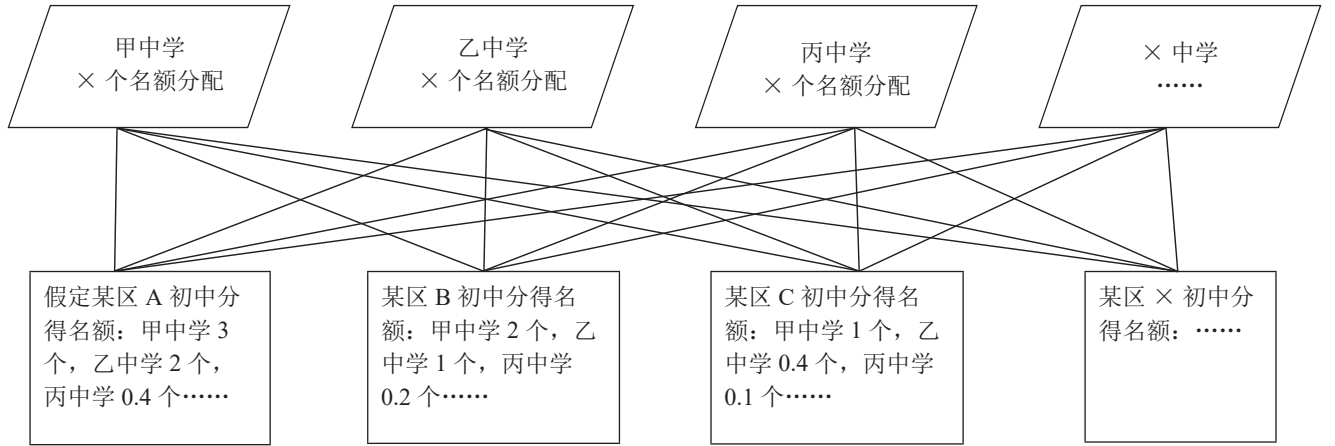 甲中学
× 个名额分配
乙中学
× 个名额分配
丙中学
× 个名额分配
× 中学
……
假定某区 A 初中分
得名额：甲中学 3
个，乙中学 2 个，
丙中学 0.4 个……
某区 B 初中分得名
额：甲中学 2 个，乙
中学 1 个，丙中学
0.2 个……
某区 C 初中分得名
额：甲中学 1 个，乙
中学 0.4 个，丙中学
0.1 个……
某区 × 初中分
得名额：……